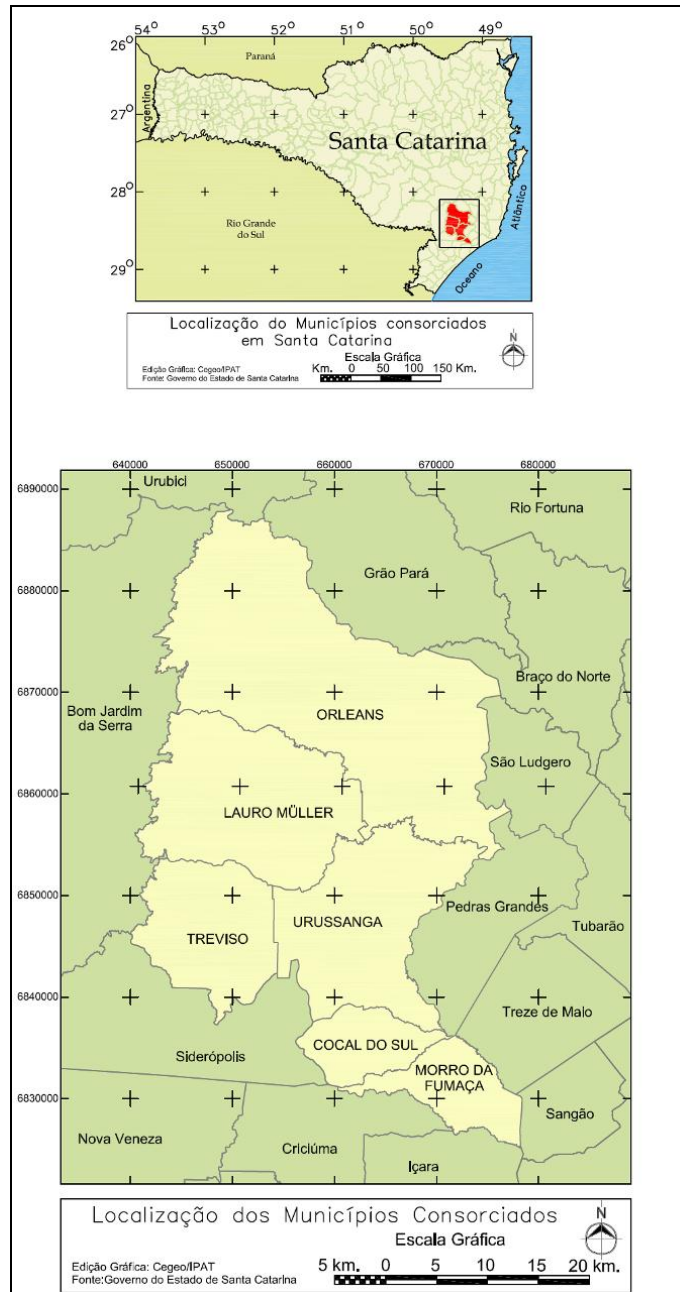 54° 53° 52° 51° 50° 49°
26°
Paraná
27°
Argentina
Santa Catarina
28°
Atlântico
Rio Grande
do Sul
29°
Oceano
Localização do Municípios consorciados
em Santa Catarina
N
Escala Gráfica
Edição Gráfica: Cegeo/IPAT
Fonte: Governo do Estado de Santa Catarina
Km. 0 50 100 150 Km.
640000 650000 660000 670000 680000
6890000
Urubici
Rio Fortuna
Grão Pará
6880000
Braço do Norte
6870000
Bom Jardim
da Serra
ORLEANS
São Ludgero
6860000
LAURO MÜLLER
6850000
Pedras Grandes
URUSSANGA
Tubarão
TREVISO
6840000
Treze de Maio
COCAL DO SUL
Siderópolis
MORRO DA
FUMAÇA
6830000
Sangão
Nova Veneza
Criciúma
Içara
Localização dos Municípios Consorciados
N
Escala Gráfica
Edição Gráfica: Cegeo/IPAT
Fonte:Governo do Estado de Santa Catarina
5 km. 0 5 10 15 20 km.